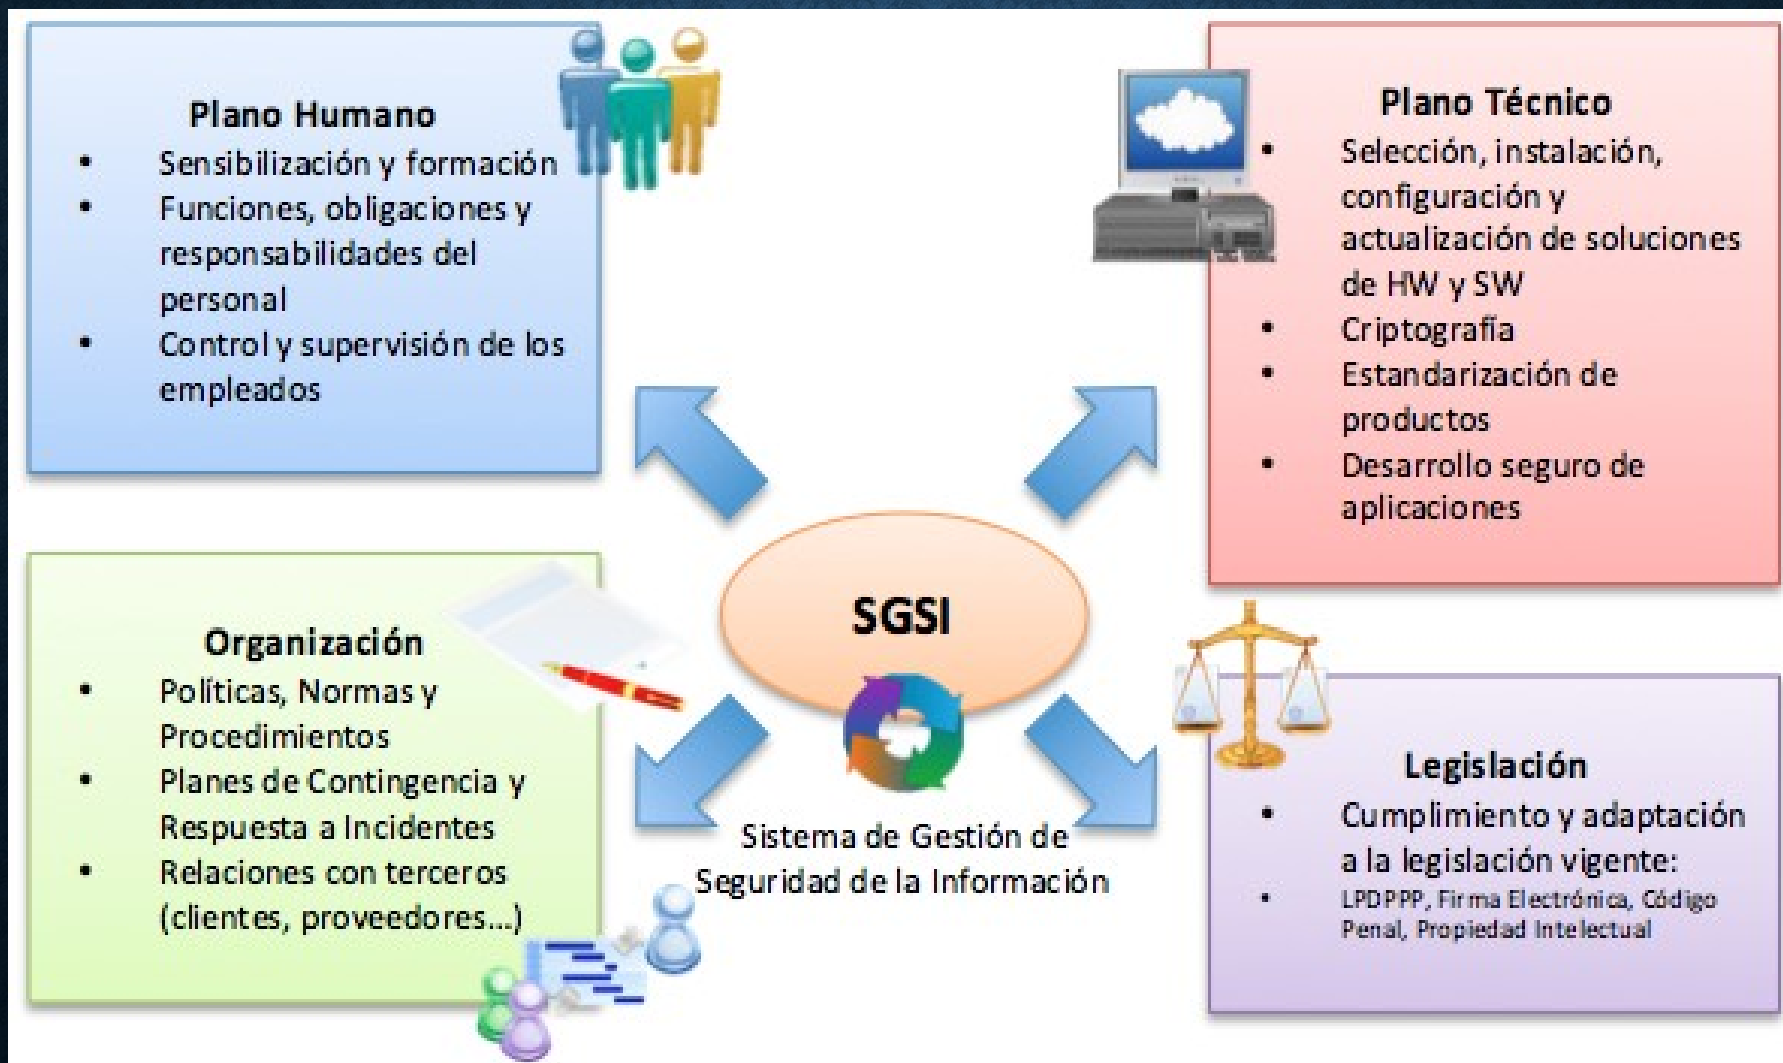 Plano Humano
• Sensibilización y formación
• Funciones, obligaciones y
responsabilidades del
personal
• Control y supervisión de los
empleados
Plano Técnico
• Selección, instalación,
configuración y
actualización de soluciones
de HW y SW
• Criptografía
• Estandarización de
productos
• Desarrollo seguro de
aplicaciones
SGSI
Sistema de Gestión de
Seguridad de la Información
Organización
• Políticas, Normas y
Procedimientos
• Planes de Contingencia y
Respuesta a Incidentes
• Relaciones con terceros
(clientes, proveedores...)
Legislación
• Cumplimiento y adaptación
a la legislación vigente:
• LPDPPP, Firma Electrónica, Código
Penal, Propiedad Intelectual